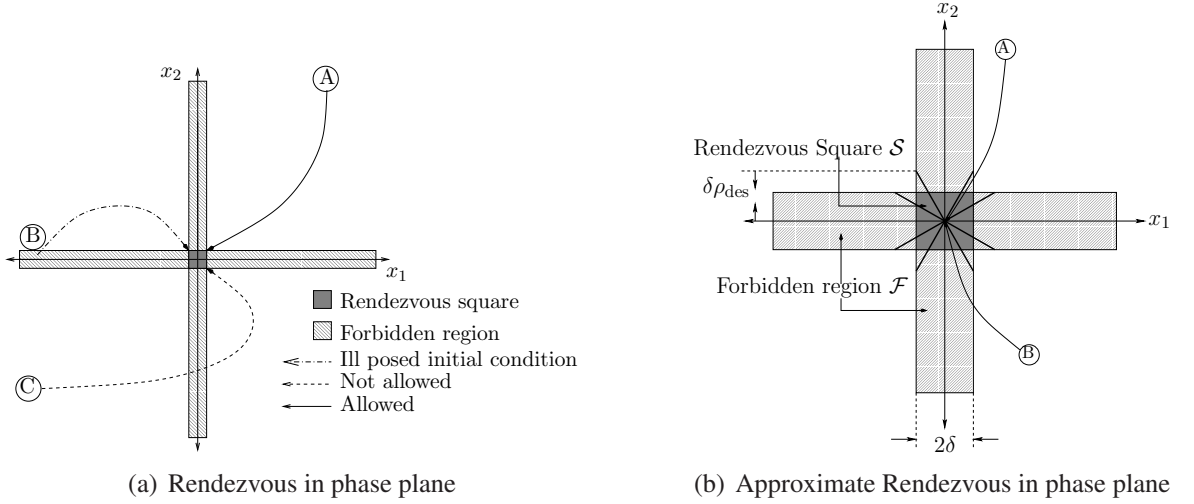 x₂
A
B
x₁
Rendezvous square
Forbidden region
Ill posed initial condition
C
Not allowed
Allowed
(a) Rendezvous in phase plane
x₂
A
Rendezvous Square 𝒮
δρ_des
x₁
Forbidden region ℱ
B
2δ
(b) Approximate Rendezvous in phase plane